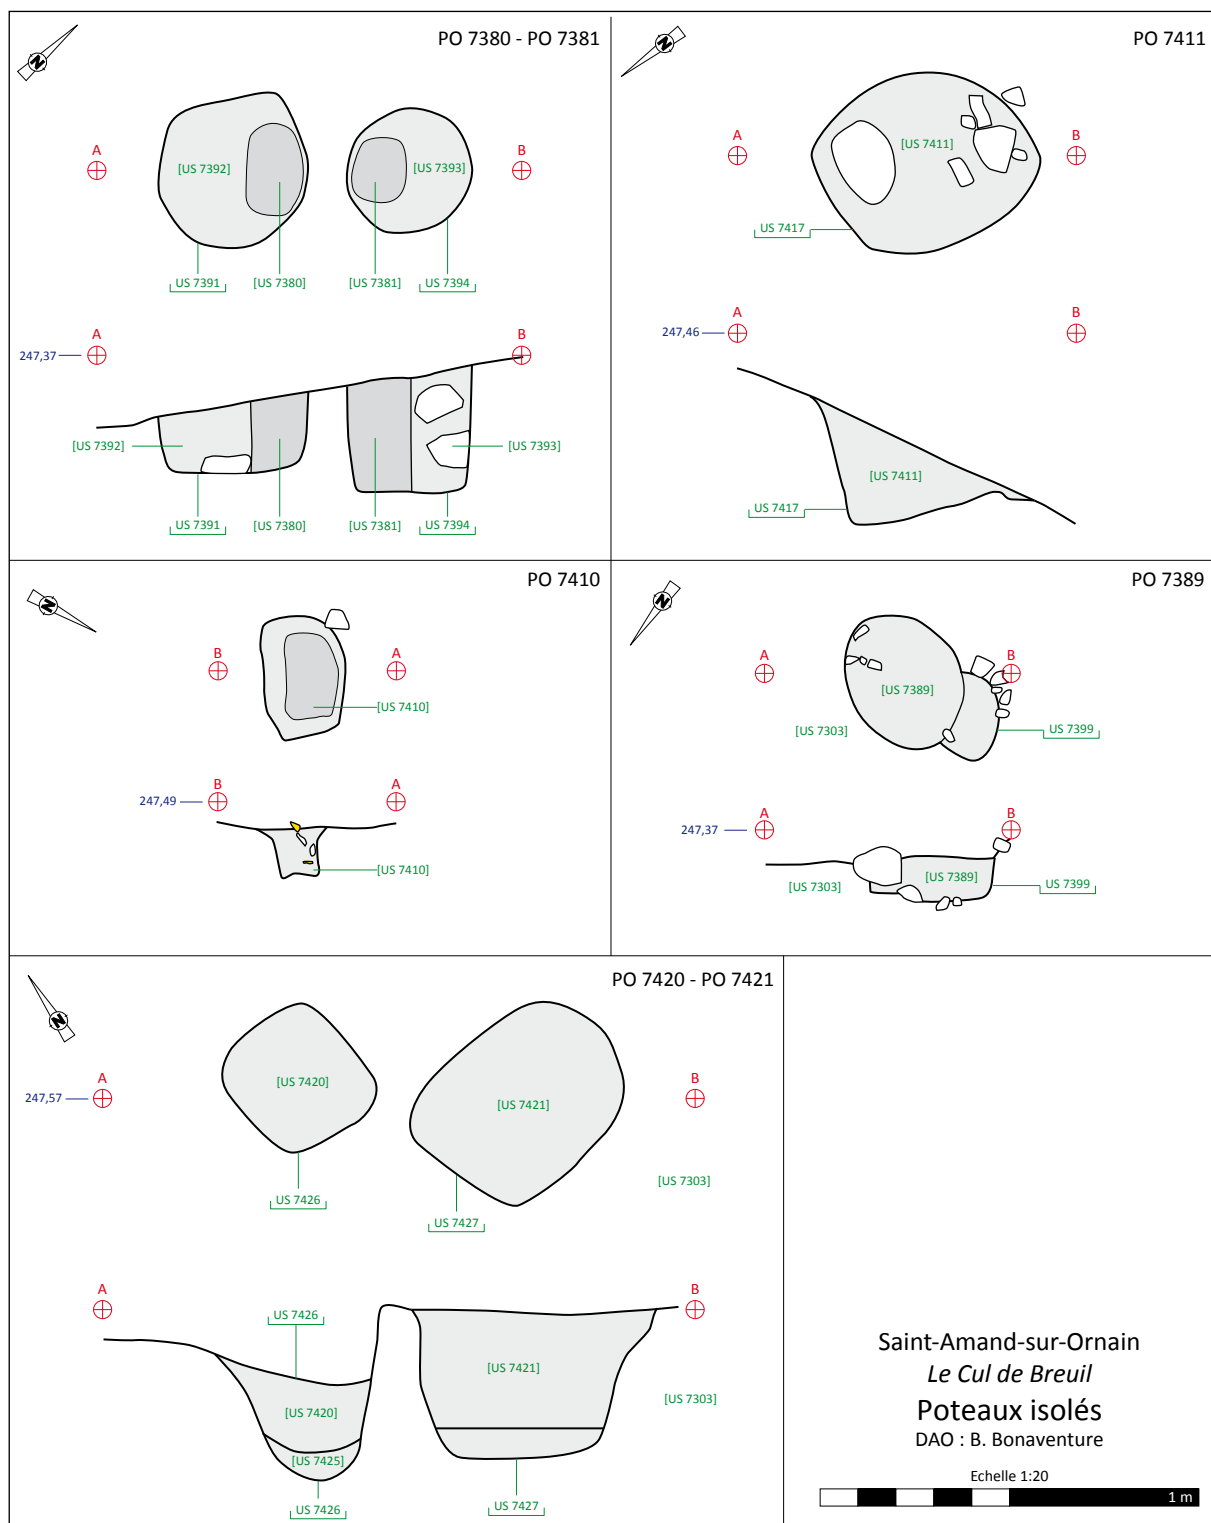 PO 7380 - PO 7381
N
A
B
[US 7392]
[US 7393]
US 7391
[US 7380]
[US 7381]
US 7394
A
B
247,37
[US 7392]
[US 7393]
US 7391
[US 7380]
[US 7381]
US 7394
PO 7411
N
A
B
[US 7411]
US 7417
A
B
247,46
[US 7411]
US 7417
PO 7410
N
B
A
[US 7410]
B
A
247,49
[US 7410]
PO 7389
N
A
B
[US 7389]
[US 7303]
US 7399
A
B
247,37
[US 7389]
[US 7303]
US 7399
PO 7420 - PO 7421
N
A
B
247,57
[US 7420]
[US 7421]
[US 7303]
US 7426
US 7427
A
B
US 7426
[US 7421]
[US 7303]
[US 7420]
[US 7425]
US 7426
US 7427
Saint-Amand-sur-Ornain
Le Cul de Breuil
Poteaux isolés
DAO : B. Bonaventure
Echelle 1:20
1 m